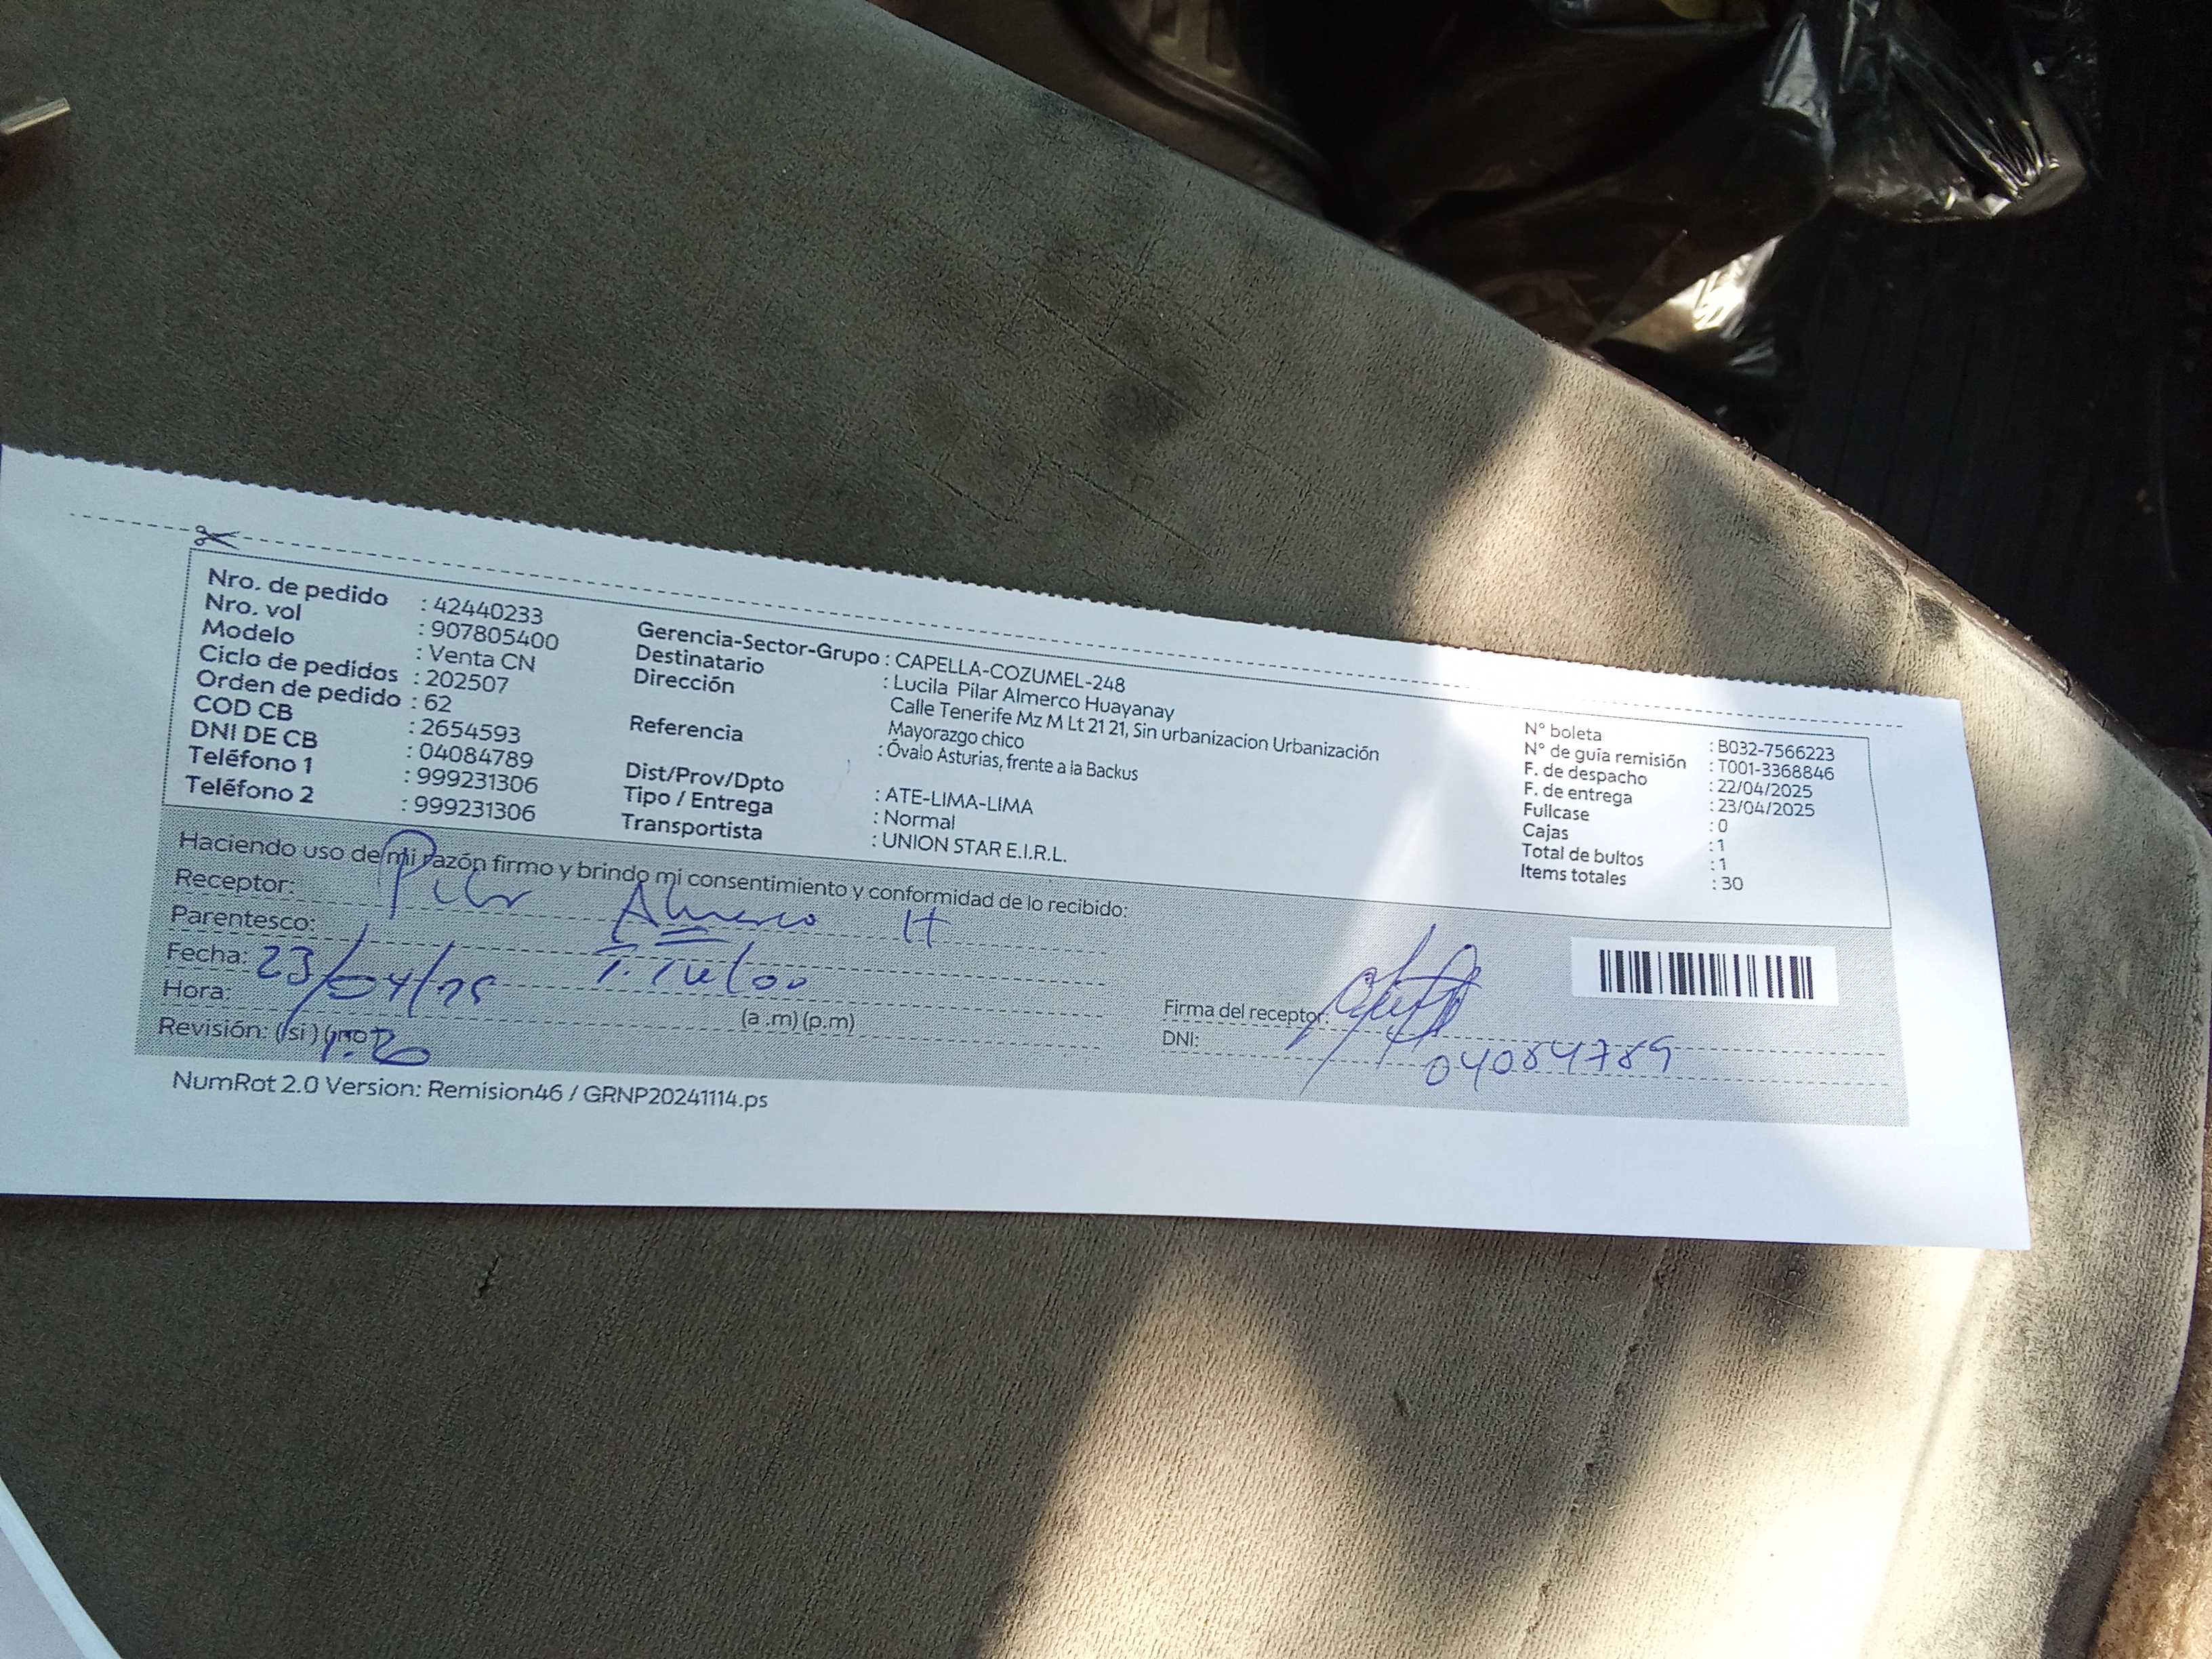 Nro. de pedido : 42440233
Nro. vol : 907805400
Modelo : Venta CN
Ciclo de pedidos : 202507
Orden de pedido : 62
COD CB : 2654593
DNI DE CB : 04084789
Teléfono 1 : 999231306
Teléfono 2 : 999231306
Gerencia-Sector-Grupo : CAPELLA-COZUMEL-248
Destinatario : Lucila Pilar Almerco Huayanay
Dirección Calle Tenerife Mz M Lt 21 21, Sin urbanizacion Urbanización
Mayorazgo chico
Referencia : Óvalo Asturias, frente a la Backus
Dist/Prov/Dpto : ATE-LIMA-LIMA
Tipo / Entrega : Normal
Transportista : UNION STAR E.I.R.L.
N° boleta : B032-7566223
N° de guía remisión : T001-3368846
F. de despacho : 22/04/2025
F. de entrega : 23/04/2025
Fullcase : 0
Cajas : 1
Total de bultos : 1
Items totales : 30
Haciendo uso de mi razón firmo y brindo mi consentimiento y conformidad de lo recibido:
Receptor: Pilar Almerco H
Parentesco:
Fecha: 23/04/25
Hora: (a .m) (p.m)
Revisión: (si) (no)
Firma del receptor:
DNI: 04084789
NumRot 2.0 Version: Remision46 / GRNP20241114.ps